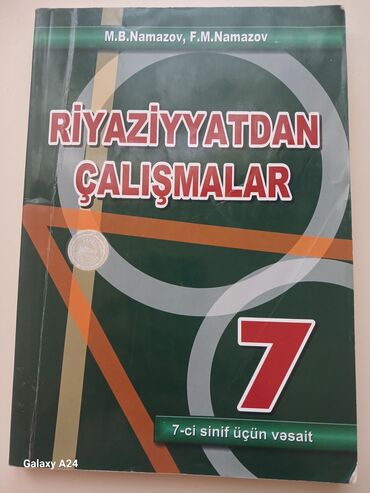 M.B.Namazov, F.M.Namazov
RİYAZİYYATDAN
ÇALIŞMALAR
7
7-ci sinif üçün vəsait
Galaxy A24